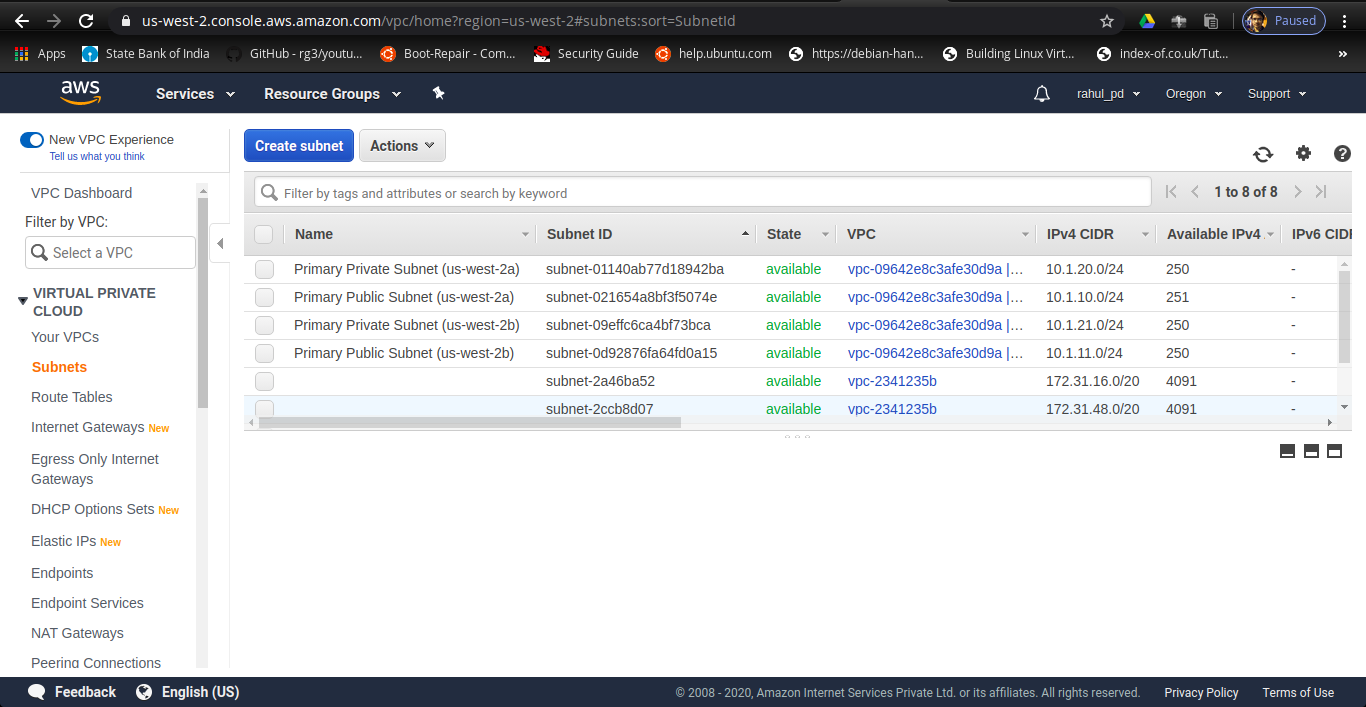 us-west-2.console.aws.amazon.com/vpc/home?region=us-west-2#subnets:sort=SubnetId
Paused
Apps State Bank of India GitHub - rg3/youtu... Boot-Repair - Com... Security Guide help.ubuntu.com https://debian-han... Building Linux Virt... index-of.co.uk/Tut... »
aws Services Resource Groups rahul_pd Oregon Support
New VPC Experience
Tell us what you think
VPC Dashboard
Filter by VPC:
Select a VPC
VIRTUAL PRIVATE
CLOUD
Your VPCs
Subnets
Route Tables
Internet Gateways New
Egress Only Internet
Gateways
DHCP Options Sets New
Elastic IPs New
Endpoints
Endpoint Services
NAT Gateways
Peering Connections
Create subnet Actions
Filter by tags and attributes or search by keyword
1 to 8 of 8
Name Subnet ID State VPC IPv4 CIDR Available IPv4 IPv6 CIDR
Primary Private Subnet (us-west-2a) subnet-01140ab77d18942ba available vpc-09642e8c3afe30d9a |... 10.1.20.0/24 250 -
Primary Public Subnet (us-west-2a) subnet-021654a8bf3f5074e available vpc-09642e8c3afe30d9a |... 10.1.10.0/24 251 -
Primary Private Subnet (us-west-2b) subnet-09effc6ca4bf73bca available vpc-09642e8c3afe30d9a |... 10.1.21.0/24 250 -
Primary Public Subnet (us-west-2b) subnet-0d92876fa64fd0a15 available vpc-09642e8c3afe30d9a |... 10.1.11.0/24 250 -
subnet-2a46ba52 available vpc-2341235b 172.31.16.0/20 4091 -
subnet-2ccb8d07 available vpc-2341235b 172.31.48.0/20 4091 -
Feedback English (US) © 2008 - 2020, Amazon Internet Services Private Ltd. or its affiliates. All rights reserved. Privacy Policy Terms of Use